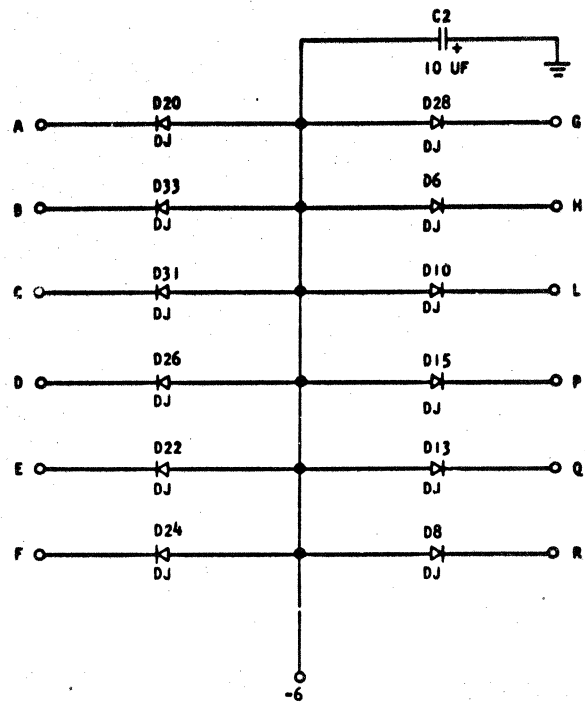 C2
+
10 UF
D20
D28
A
G
DJ
DJ
D33
D6
B
H
DJ
DJ
D31
D10
C
L
DJ
DJ
D26
D15
D
P
DJ
DJ
D22
D13
E
Q
DJ
DJ
D24
D8
F
R
DJ
DJ
-6